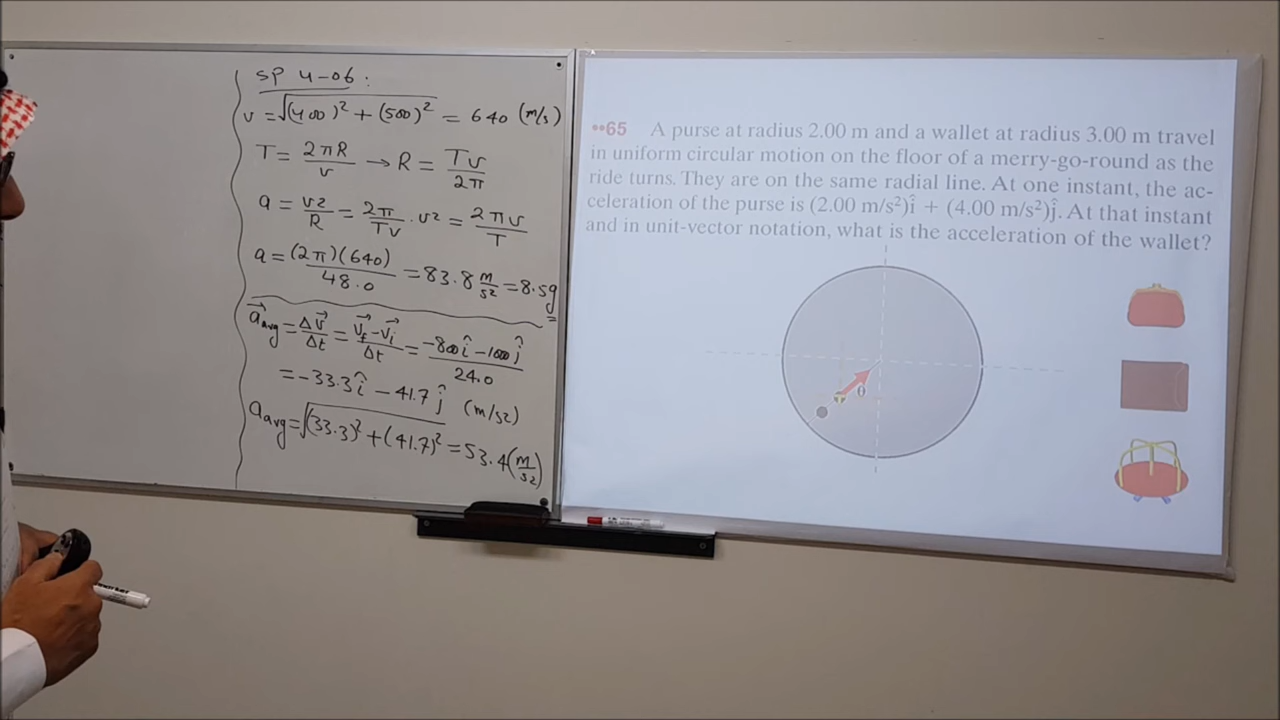 SP 4-06:
v = √(400)² + (500)² = 640 (m/s)
T = 2πR/v → R = Tv/2π
a = v²/R = 2π/Tv · v² = 2πv/T
a = (2π)(640)/48.0 = 83.8 m/s² = 8.5g
a⃗avg = Δv⃗/Δt = v⃗f - v⃗i/Δt = -800î - 1000ĵ/24.0
= -33.3î - 41.7ĵ (m/s²)
aavg = √(33.3)² + (41.7)² = 53.4 (m/s²)
••65 A purse at radius 2.00 m and a wallet at radius 3.00 m travel
in uniform circular motion on the floor of a merry-go-round as the
ride turns. They are on the same radial line. At one instant, the ac-
celeration of the purse is (2.00 m/s²)î + (4.00 m/s²)ĵ. At that instant
and in unit-vector notation, what is the acceleration of the wallet?
θ